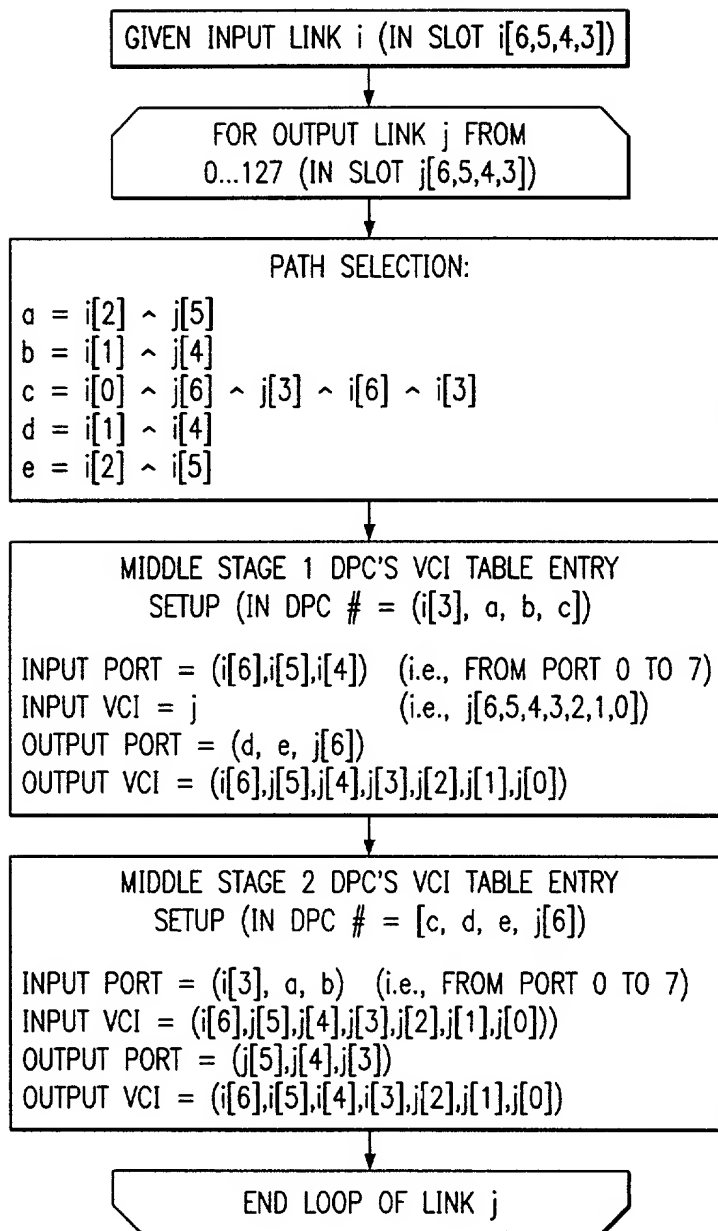 GIVEN INPUT LINK i (IN SLOT i[6,5,4,3])
FOR OUTPUT LINK j FROM
0...127 (IN SLOT j[6,5,4,3])
PATH SELECTION:
a = i[2] ^ j[5]
b = i[1] ^ j[4]
c = i[0] ^ j[6] ^ j[3] ^ i[6] ^ i[3]
d = i[1] ^ i[4]
e = i[2] ^ i[5]
MIDDLE STAGE 1 DPC'S VCI TABLE ENTRY
SETUP (IN DPC # = (i[3], a, b, c])
INPUT PORT = (i[6],i[5],i[4]) (i.e., FROM PORT 0 TO 7)
INPUT VCI = j (i.e., j[6,5,4,3,2,1,0])
OUTPUT PORT = (d, e, j[6])
OUTPUT VCI = (i[6],j[5],j[4],j[3],j[2],j[1],j[0])
MIDDLE STAGE 2 DPC'S VCI TABLE ENTRY
SETUP (IN DPC # = [c, d, e, j[6])
INPUT PORT = (i[3], a, b) (i.e., FROM PORT 0 TO 7)
INPUT VCI = (i[6],j[5],j[4],j[3],j[2],j[1],j[0]))
OUTPUT PORT = (j[5],j[4],j[3])
OUTPUT VCI = (i[6],i[5],i[4],i[3],j[2],j[1],j[0])
END LOOP OF LINK j